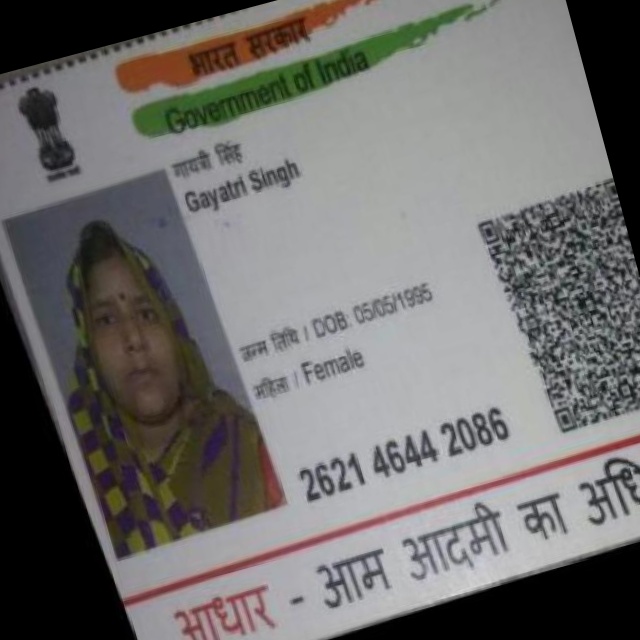 भारत सरकार
Government of India
गायत्री सिंह
Gayatri Singh
जन्म तिथि / DOB: 05/05/1995
महिला / Female
2621 4644 2086
आधार - आम आदमी का अधि